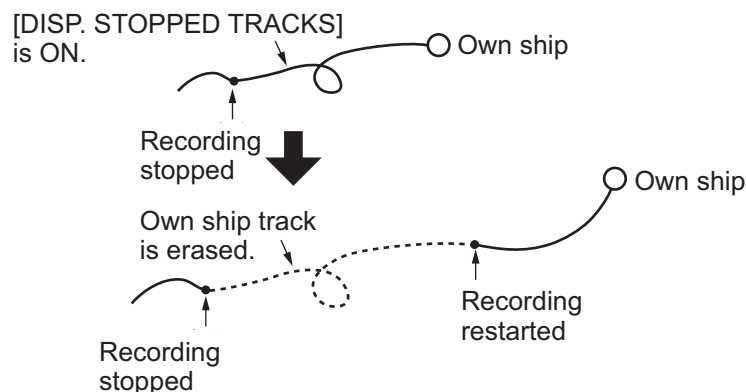 [DISP. STOPPED TRACKS]
is ON.
Own ship
Recording
stopped
Own ship
Own ship track
is erased.
Recording
restarted
Recording
stopped